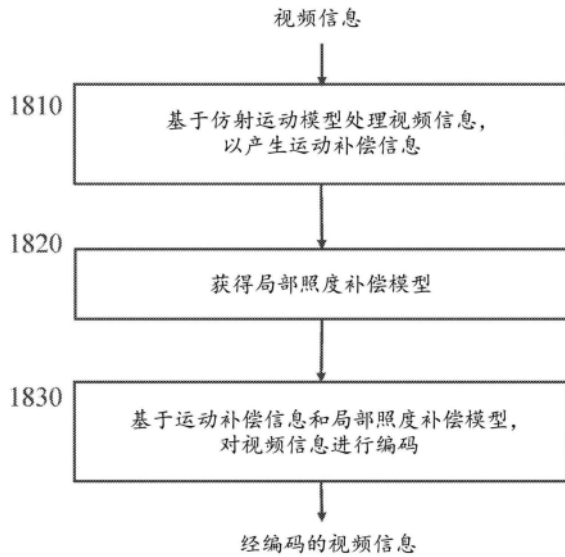 视频信息
1810
基于仿射运动模型处理视频信息,
以产生运动补偿信息
1820
获得局部照度补偿模型
1830
基于运动补偿信息和局部照度补偿模型,
对视频信息进行编码
经编码的视频信息